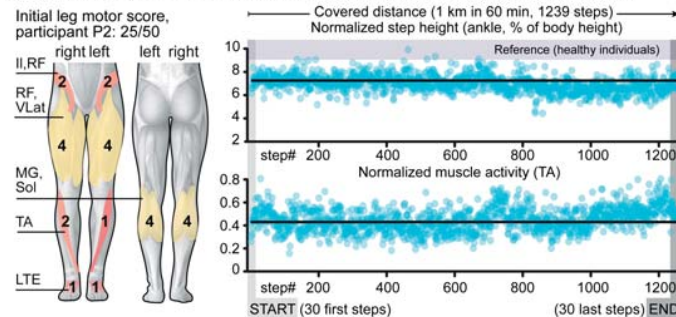 Initial leg motor score,
participant P2: 25/50
right left
left right
Il,RF
2
2
RF,
VLat
4
4
MG,
Sol
4
4
TA
2
1
LTE
1
1
Covered distance (1 km in 60 min, 1239 steps)
Normalized step height (ankle, % of body height)
Reference (healthy individuals)
10
8
6
4
2
step# 200 400 600 800 1000 1200
Normalized muscle activity (TA)
0.8
0.6
0.4
0.2
0
step# 200 400 600 800 1000 1200
START (30 first steps) (30 last steps) END